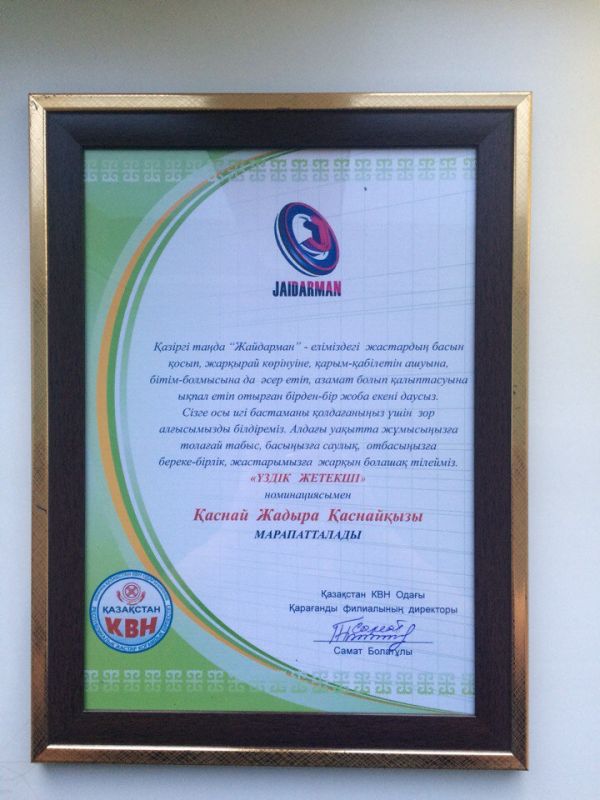 JAIDARMAN
Қазіргі таңда “Жайдарман” - еліміздегі жастардың басын
қосып, жарқырай көрінуіне, қарым-қабілетін ашуына,
бітім-болмысына да әсер етіп, азамат болып қалыптасуына
ықпал етіп отырған бірден-бір жоба екені даусыз.
Сізге осы игі бастаманы қолдағаныңыз үшін зор
алғысымызды білдіреміз. Алдағы уақытта жұмысыңызға
толағай табыс, басыңызға саулық, отбасыңызға
береке-бірлік, жастарымызға жарқын болашақ тілейміз.
«ҮЗДІК ЖЕТЕКШІ»
номинациясымен
Қаснай Жадыра Қаснайқызы
МАРАПАТТАЛАДЫ
ҚАЗАҚСТАН
КВН
Қазақстан КВН Одағы
Қарағанды филиалының директоры
Самат Болатұлы